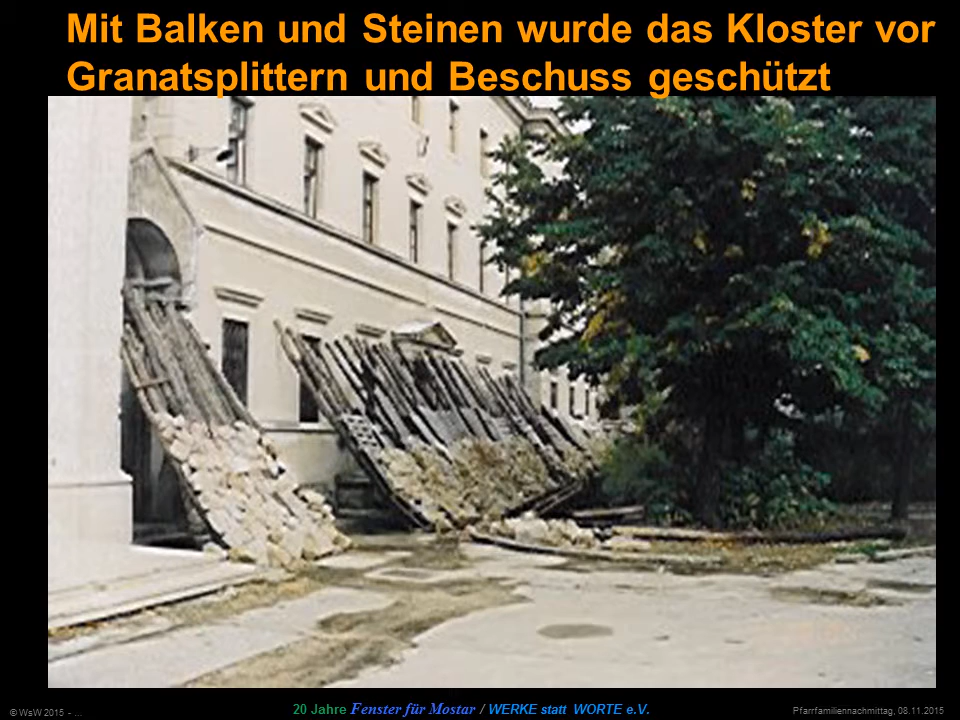 Mit Balken und Steinen wurde das Kloster vor
Granatsplittern und Beschuss geschützt
© WsW 2015 - ...
20 Jahre Fenster für Mostar / WERKE statt WORTE e.V.
Pfarrfamiliennachmittag, 08.11.2015